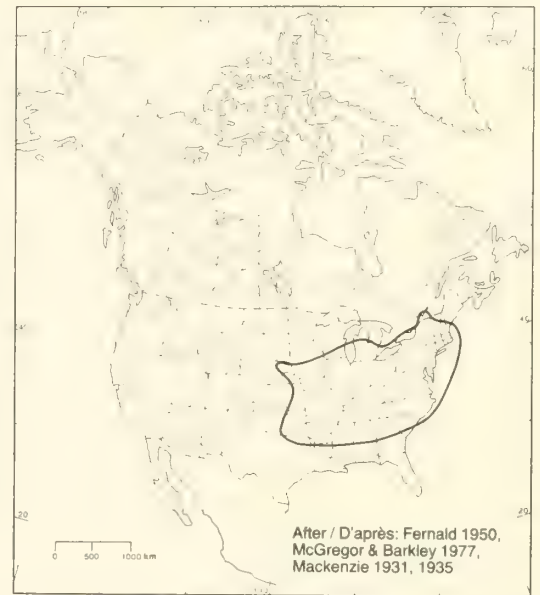 0 500 1000 km
After / D'après: Fernald 1950,
McGregor & Barkley 1977,
Mackenzie 1931, 1935